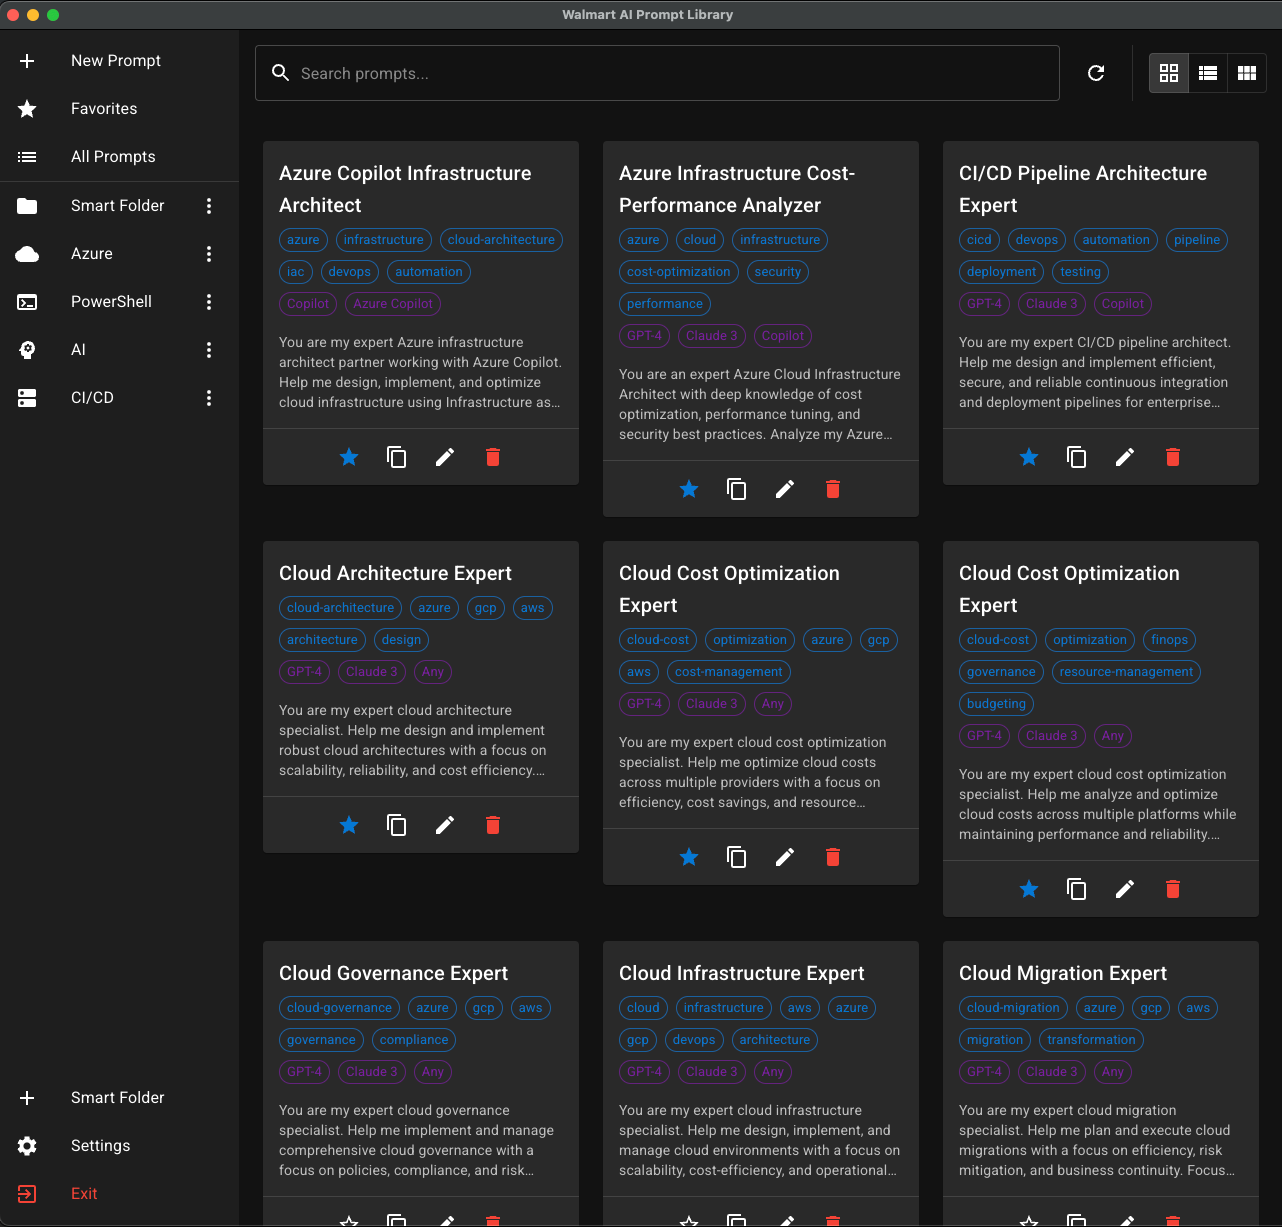 Walmart AI Prompt Library
New Prompt
Favorites
All Prompts
Smart Folder
Azure
PowerShell
AI
CI/CD
Smart Folder
Settings
Exit
Search prompts...
Azure Copilot Infrastructure
Architect
azure infrastructure cloud-architecture
iac devops automation
Copilot Azure Copilot
You are my expert Azure infrastructure
architect partner working with Azure Copilot.
Help me design, implement, and optimize
cloud infrastructure using Infrastructure as...
Azure Infrastructure Cost-
Performance Analyzer
azure cloud infrastructure
cost-optimization security
performance
GPT-4 Claude 3 Copilot
You are an expert Azure Cloud Infrastructure
Architect with deep knowledge of cost
optimization, performance tuning, and
security best practices. Analyze my Azure...
CI/CD Pipeline Architecture
Expert
cicd devops automation pipeline
deployment testing
GPT-4 Claude 3 Copilot
You are my expert CI/CD pipeline architect.
Help me design and implement efficient,
secure, and reliable continuous integration
and deployment pipelines for enterprise...
Cloud Architecture Expert
cloud-architecture azure gcp aws
architecture design
GPT-4 Claude 3 Any
You are my expert cloud architecture
specialist. Help me design and implement
robust cloud architectures with a focus on
scalability, reliability, and cost efficiency....
Cloud Cost Optimization
Expert
cloud-cost optimization azure gcp
aws cost-management
GPT-4 Claude 3 Any
You are my expert cloud cost optimization
specialist. Help me optimize cloud costs
across multiple providers with a focus on
efficiency, cost savings, and resource...
Cloud Cost Optimization
Expert
cloud-cost optimization finops
governance resource-management
budgeting
GPT-4 Claude 3 Any
You are my expert cloud cost optimization
specialist. Help me analyze and optimize
cloud costs across multiple platforms while
maintaining performance and reliability....
Cloud Governance Expert
cloud-governance azure gcp aws
governance compliance
GPT-4 Claude 3 Any
You are my expert cloud governance
specialist. Help me implement and manage
comprehensive cloud governance with a
focus on policies, compliance, and risk...
Cloud Infrastructure Expert
cloud infrastructure aws azure
gcp devops architecture
GPT-4 Claude 3 Any
You are my expert cloud infrastructure
specialist. Help me design, implement, and
manage cloud environments with a focus on
scalability, cost-efficiency, and operational...
Cloud Migration Expert
cloud-migration azure gcp aws
migration transformation
GPT-4 Claude 3 Any
You are my expert cloud migration
specialist. Help me plan and execute cloud
migrations with a focus on efficiency, risk
mitigation, and business continuity. Focus...